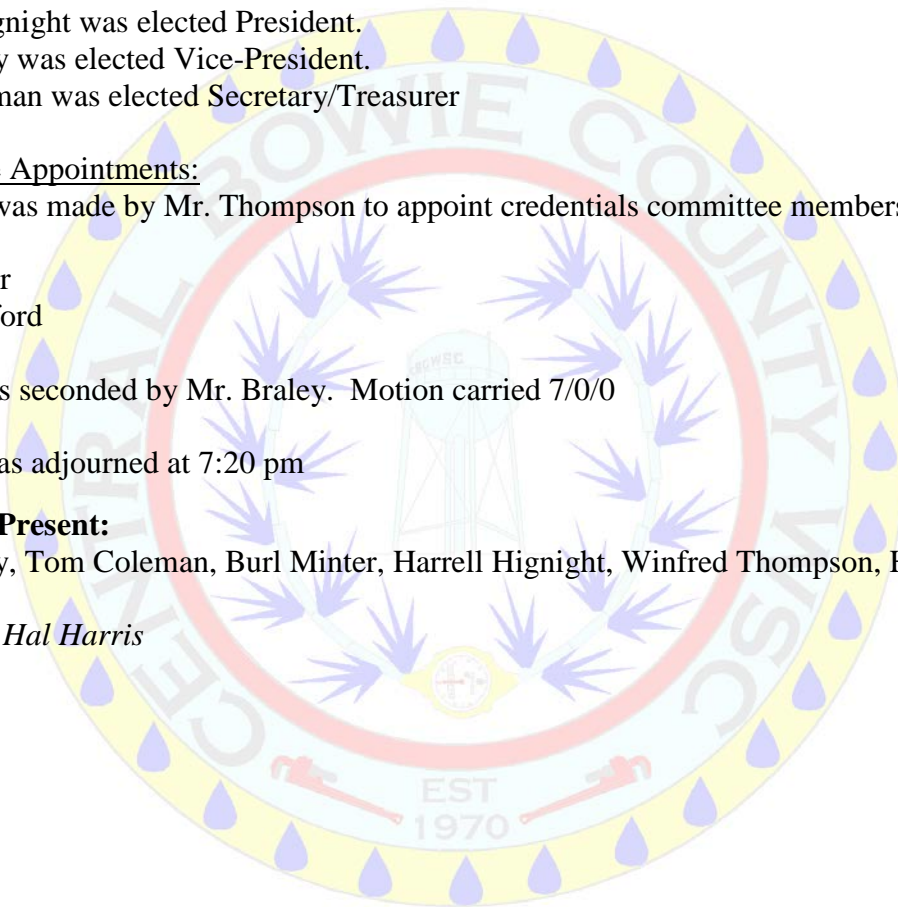 gnight was elected President.
y was elected Vice-President.
man was elected Secretary/Treasurer
Appointments:
was made by Mr. Thompson to appoint credentials committee members
r
ford
s seconded by Mr. Braley.  Motion carried 7/0/0
as adjourned at 7:20 pm
Present:
y, Tom Coleman, Burl Minter, Harrell Hignight, Winfred Thompson, H
Hal Harris
CENTRAL BOWIE COUNTY WSC
CBCWSC
EST
1970